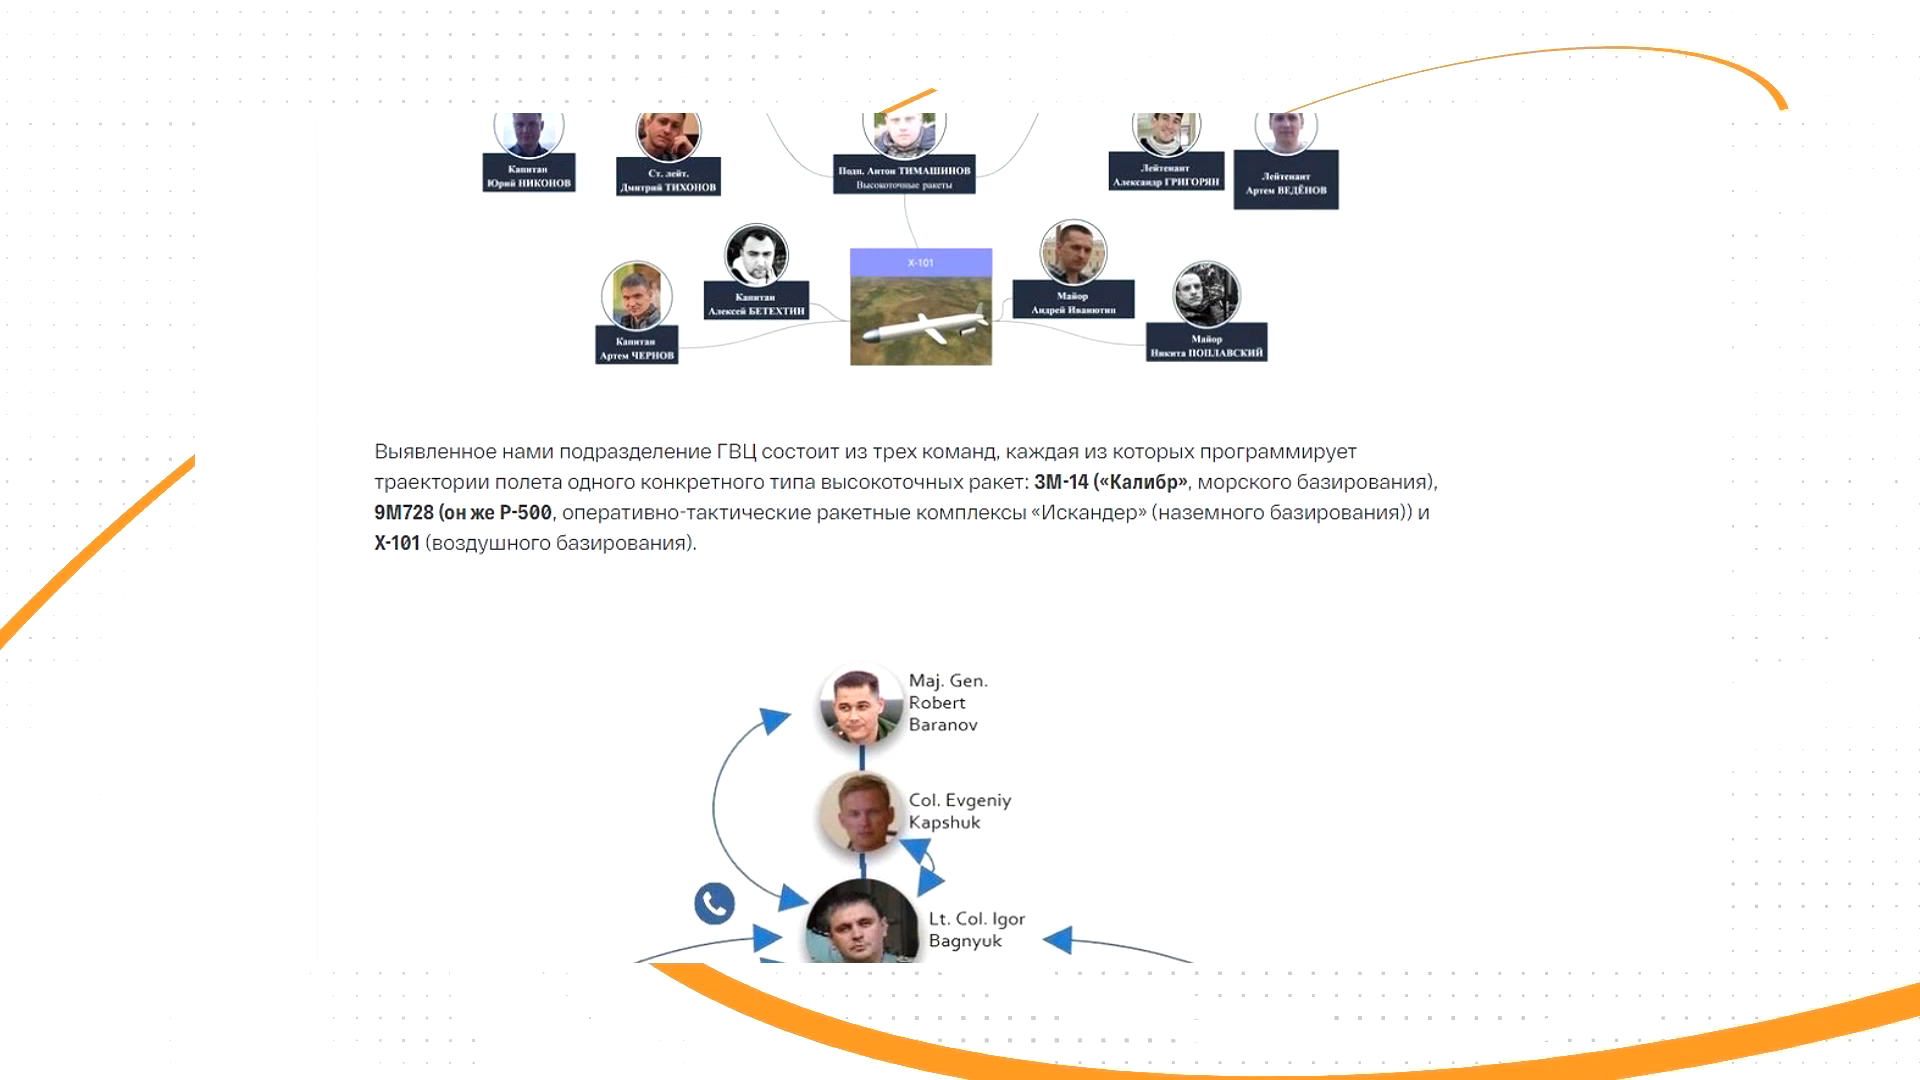 Капитан
Юрий НИКОНОВ
Ст. лейт.
Дмитрий ТИХОНОВ
Подп. Антон ТИМАШИНОВ
Высокоточные ракеты
Лейтенант
Александр ГРИГОРЯН
Лейтенант
Артем ВЕДЁНОВ
Капитан
Артем ЧЕРНОВ
Капитан
Алексей БЕТЕХТИН
Х-101
Майор
Андрей Иванютин
Майор
Никита ПОПЛАВСКИЙ
Выявленное нами подразделение ГВЦ состоит из трех команд, каждая из которых программирует
траектории полета одного конкретного типа высокоточных ракет: 3М-14 («Калибр», морского базирования),
9М728 (он же Р-500, оперативно-тактические ракетные комплексы «Искандер» (наземного базирования)) и
Х-101 (воздушного базирования).
Maj. Gen.
Robert
Baranov
Col. Evgeniy
Kapshuk
Lt. Col. Igor
Bagnyuk